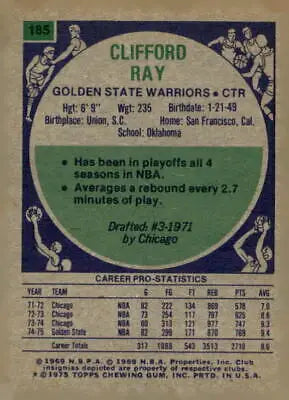 185
CLIFFORD
RAY
GOLDEN STATE WARRIORS • CTR
Hgt: 6' 9" Wgt: 235 Birthdate: 1-21-49
Birthplace: Union, S.C. Home: San Francisco, Cal.
School: Oklahoma
• Has been in playoffs all 4
seasons in NBA.
• Averages a rebound every 2.7
minutes of play.
Drafted: #3-1971
by Chicago
CAREER PRO-STATISTICS
YEAR TEAM G FG FT REB. PTS. AVG.
71-72 Chicago NBA 82 222 134 869 578 7.0
72-73 Chicago NBA 73 254 117 797 625 8.6
73-74 Chicago NBA 80 313 121 977 747 9.3
74-75 Golden State NBA 82 299 171 870 769 9.4
Career Totals 317 1088 543 3513 2719 8.6
©1969 N.B.P.A. ©1969 N.B.A. Properties, Inc. Club
insignias depicted are property of respective clubs.
*©1975 TOPPS CHEWING GUM, INC. PRTD. IN U.S.A.